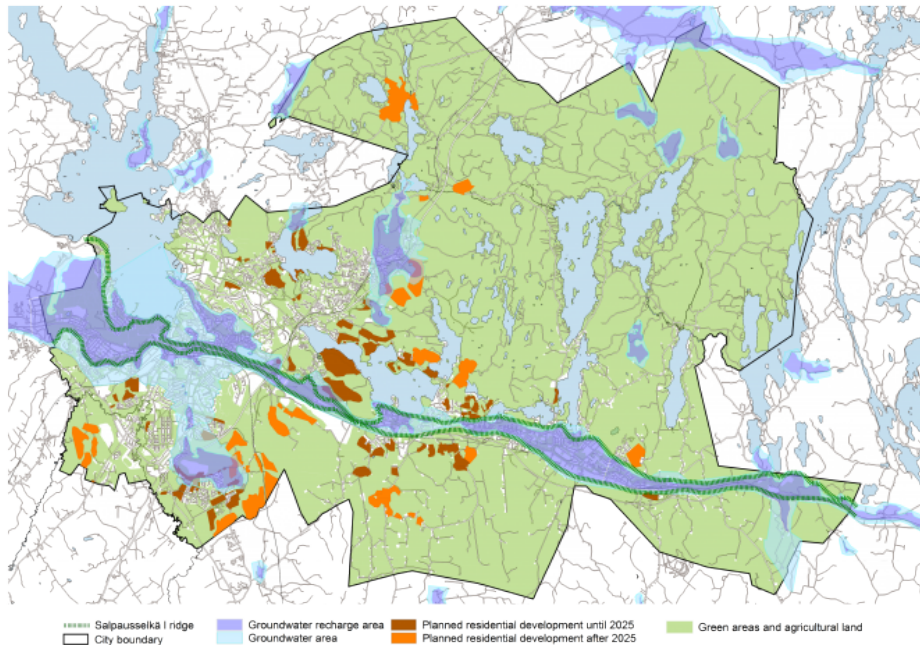 Salpausselkä I ridge
City boundary
Groundwater recharge area
Groundwater area
Planned residential development until 2025
Planned residential development after 2025
Green areas and agricultural land